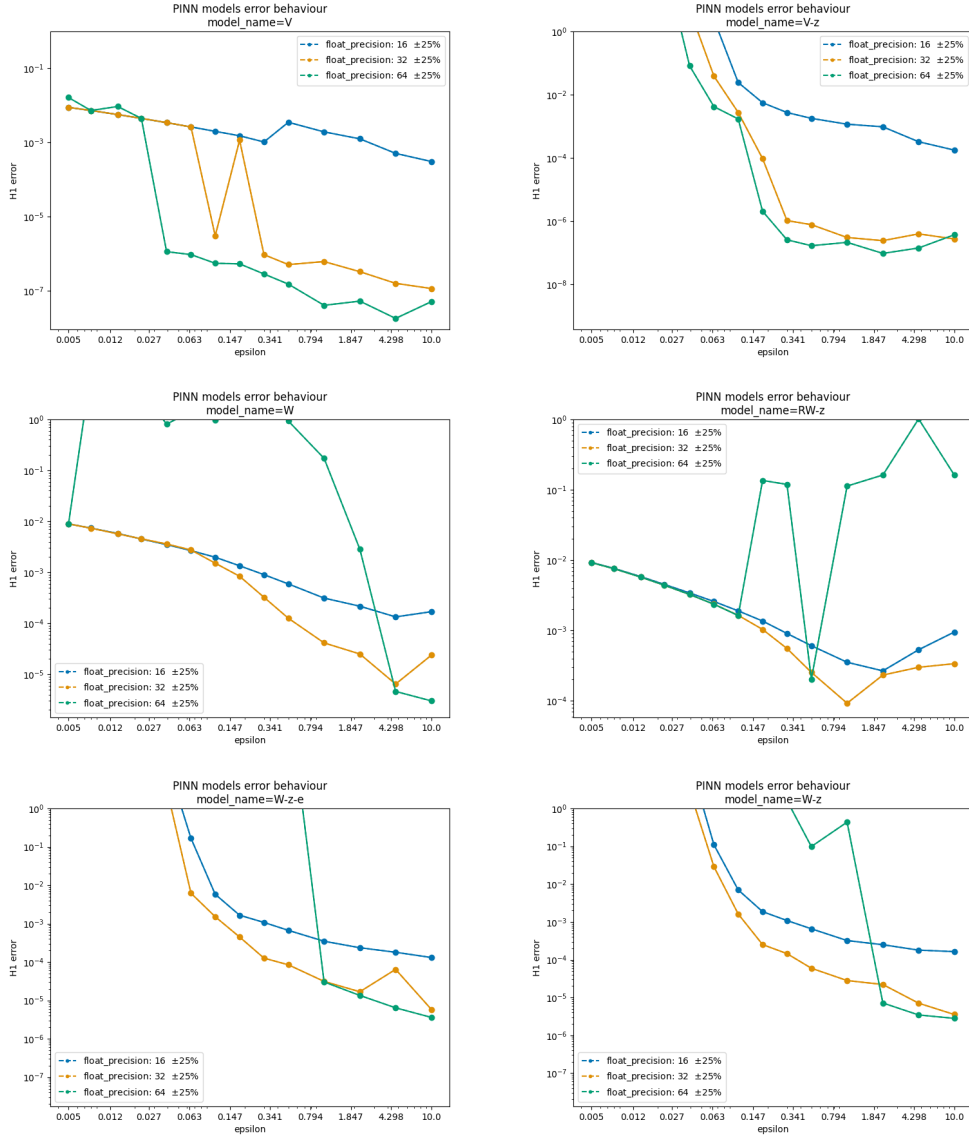 PINN models error behaviour
model_name=V
float_precision: 16 ±25%
float_precision: 32 ±25%
float_precision: 64 ±25%
10⁻¹
10⁻³
10⁻⁵
10⁻⁷
H1 error
0.005 0.012 0.027 0.063 0.147 0.341 0.794 1.847 4.298 10.0
epsilon
PINN models error behaviour
model_name=V-z
float_precision: 16 ±25%
float_precision: 32 ±25%
float_precision: 64 ±25%
10⁰
10⁻²
10⁻⁴
10⁻⁶
10⁻⁸
H1 error
0.005 0.012 0.027 0.063 0.147 0.341 0.794 1.847 4.298 10.0
epsilon
PINN models error behaviour
model_name=W
10⁰
10⁻¹
10⁻²
10⁻³
10⁻⁴
10⁻⁵
H1 error
float_precision: 16 ±25%
float_precision: 32 ±25%
float_precision: 64 ±25%
0.005 0.012 0.027 0.063 0.147 0.341 0.794 1.847 4.298 10.0
epsilon
PINN models error behaviour
model_name=RW-z
float_precision: 16 ±25%
float_precision: 32 ±25%
float_precision: 64 ±25%
10⁰
10⁻¹
10⁻²
10⁻³
10⁻⁴
H1 error
0.005 0.012 0.027 0.063 0.147 0.341 0.794 1.847 4.298 10.0
epsilon
PINN models error behaviour
model_name=W-z-e
10⁰
10⁻¹
10⁻²
10⁻³
10⁻⁴
10⁻⁵
10⁻⁶
10⁻⁷
H1 error
float_precision: 16 ±25%
float_precision: 32 ±25%
float_precision: 64 ±25%
0.005 0.012 0.027 0.063 0.147 0.341 0.794 1.847 4.298 10.0
epsilon
PINN models error behaviour
model_name=W-z
10⁰
10⁻¹
10⁻²
10⁻³
10⁻⁴
10⁻⁵
10⁻⁶
10⁻⁷
H1 error
float_precision: 16 ±25%
float_precision: 32 ±25%
float_precision: 64 ±25%
0.005 0.012 0.027 0.063 0.147 0.341 0.794 1.847 4.298 10.0
epsilon